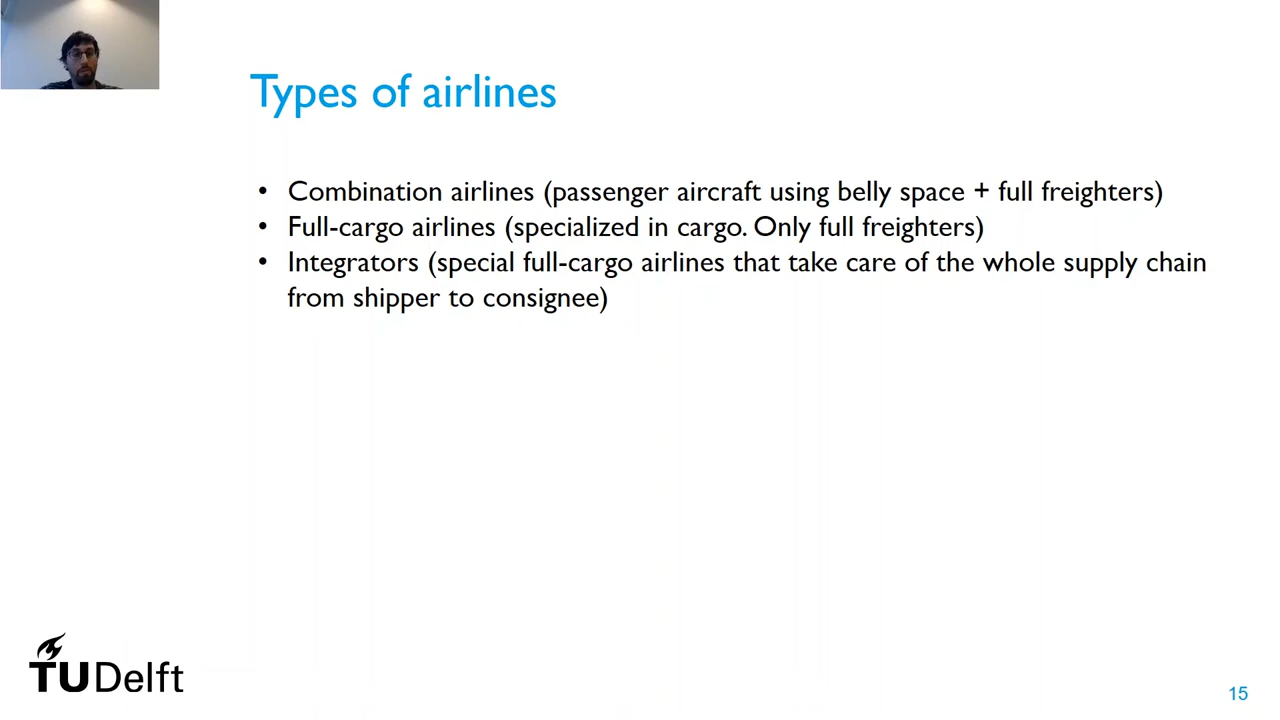 Types of airlines
• Combination airlines (passenger aircraft using belly space + full freighters)
• Full-cargo airlines (specialized in cargo. Only full freighters)
• Integrators (special full-cargo airlines that take care of the whole supply chain
from shipper to consignee)
TU Delft
15